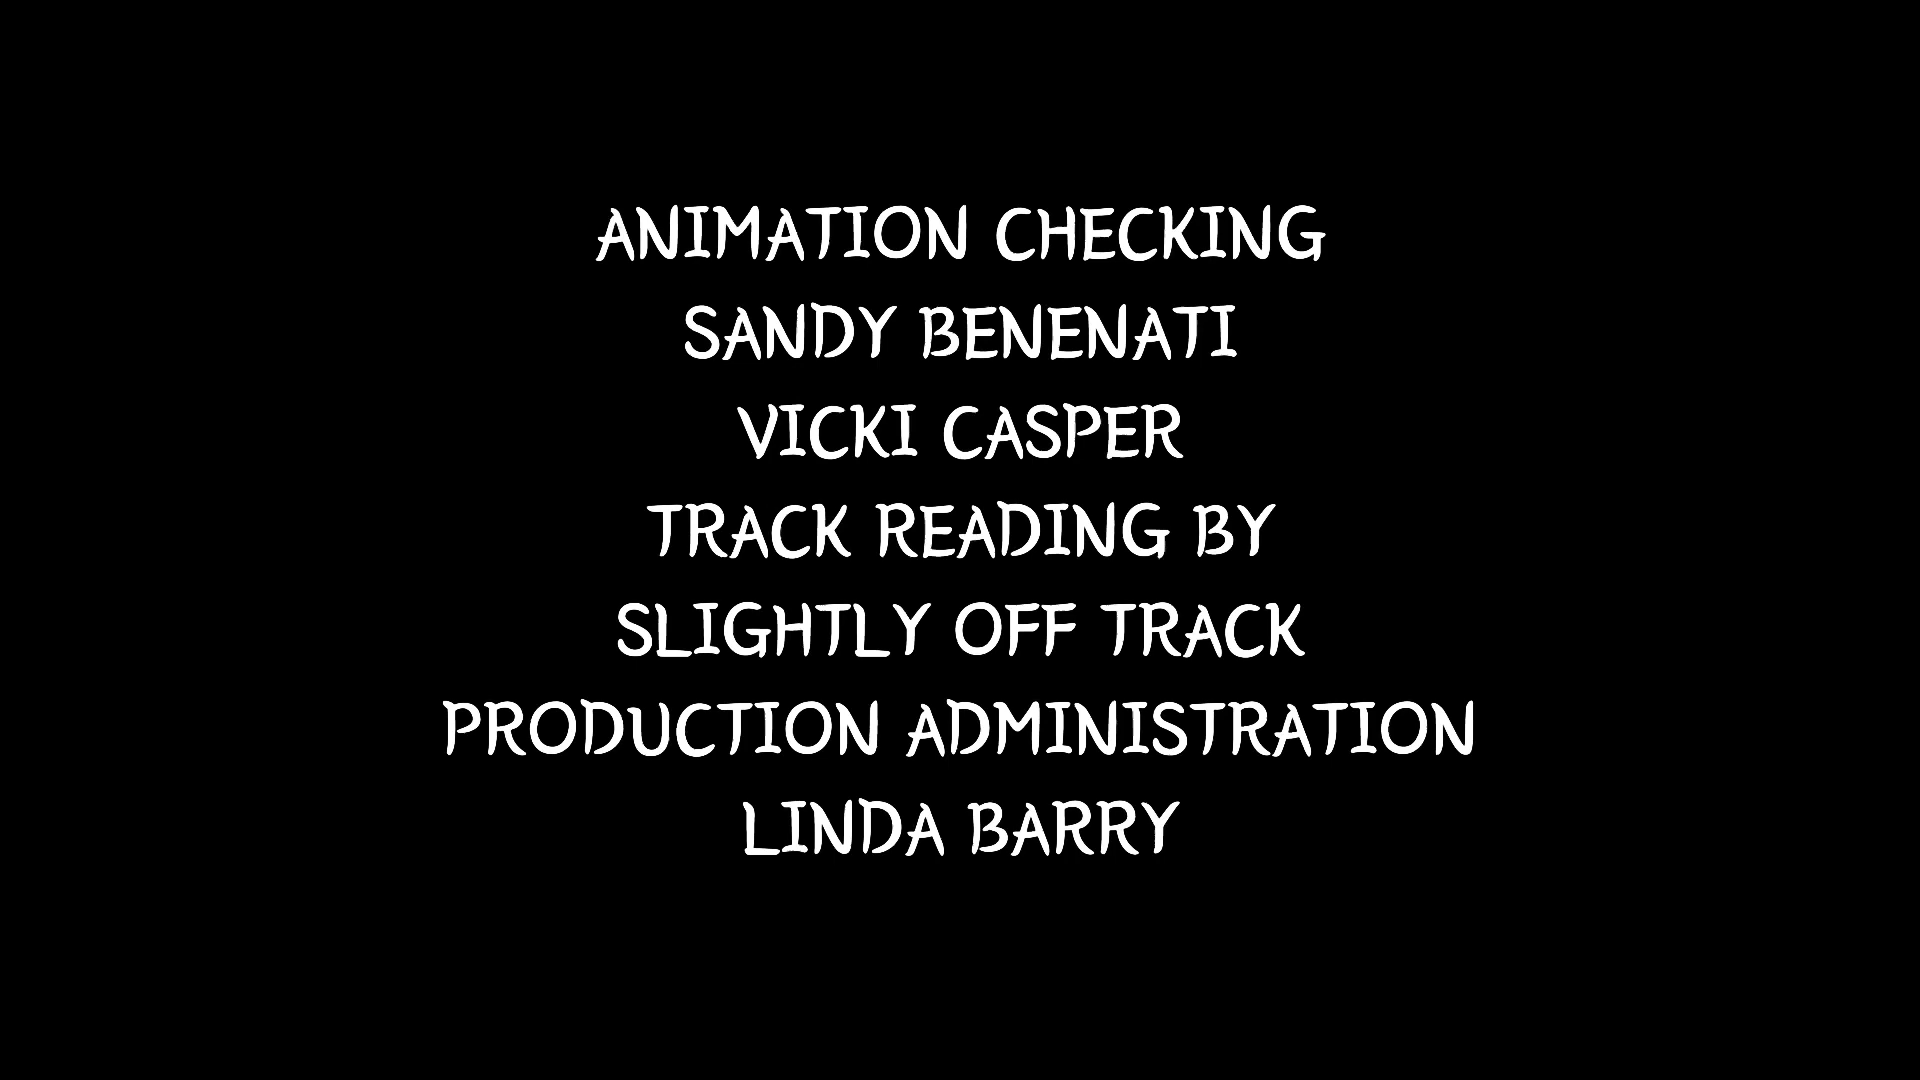 ANIMATION CHECKING
SANDY BENENATI
VICKI CASPER
TRACK READING BY
SLIGHTLY OFF TRACK
PRODUCTION ADMINISTRATION
LINDA BARRY